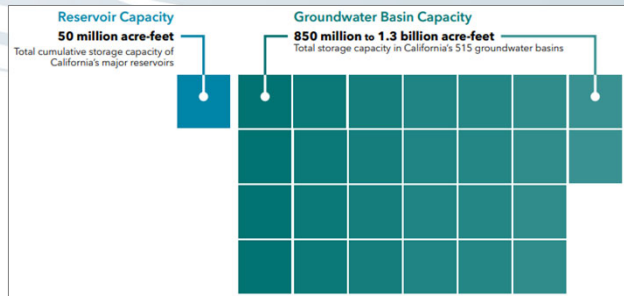 Reservoir Capacity
50 million acre-feet
Total cumulative storage capacity of
California's major reservoirs
Groundwater Basin Capacity
850 million to 1.3 billion acre-feet
Total storage capacity in California's 515 groundwater basins